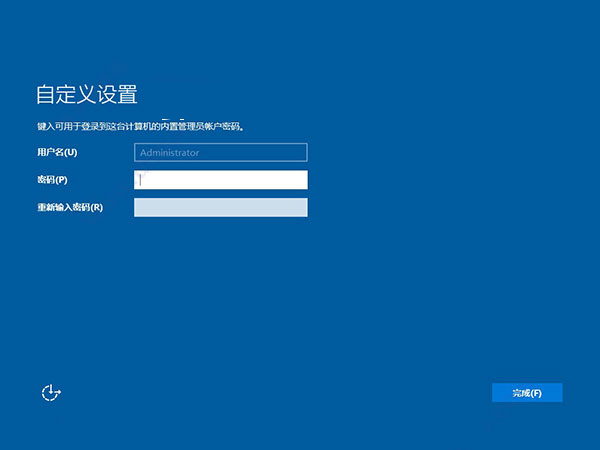 自定义设置
键入可用于登录到这台计算机的内置管理员帐户密码。
用户名(U) Administrator
密码(P)
重新输入密码(R)
完成(F)